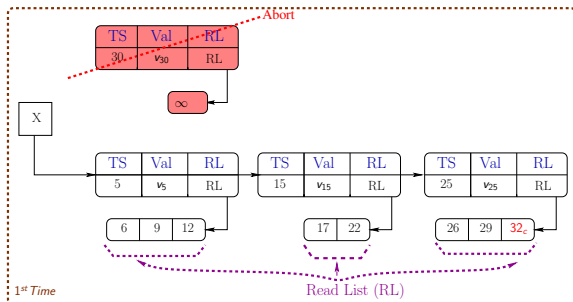 Abort
TS Val RL
30 v30 RL
∞
X
TS Val RL TS Val RL TS Val RL
5 v5 RL 15 v15 RL 25 v25 RL
6 9 12 17 22 26 29 32c
1st Time Read List (RL)